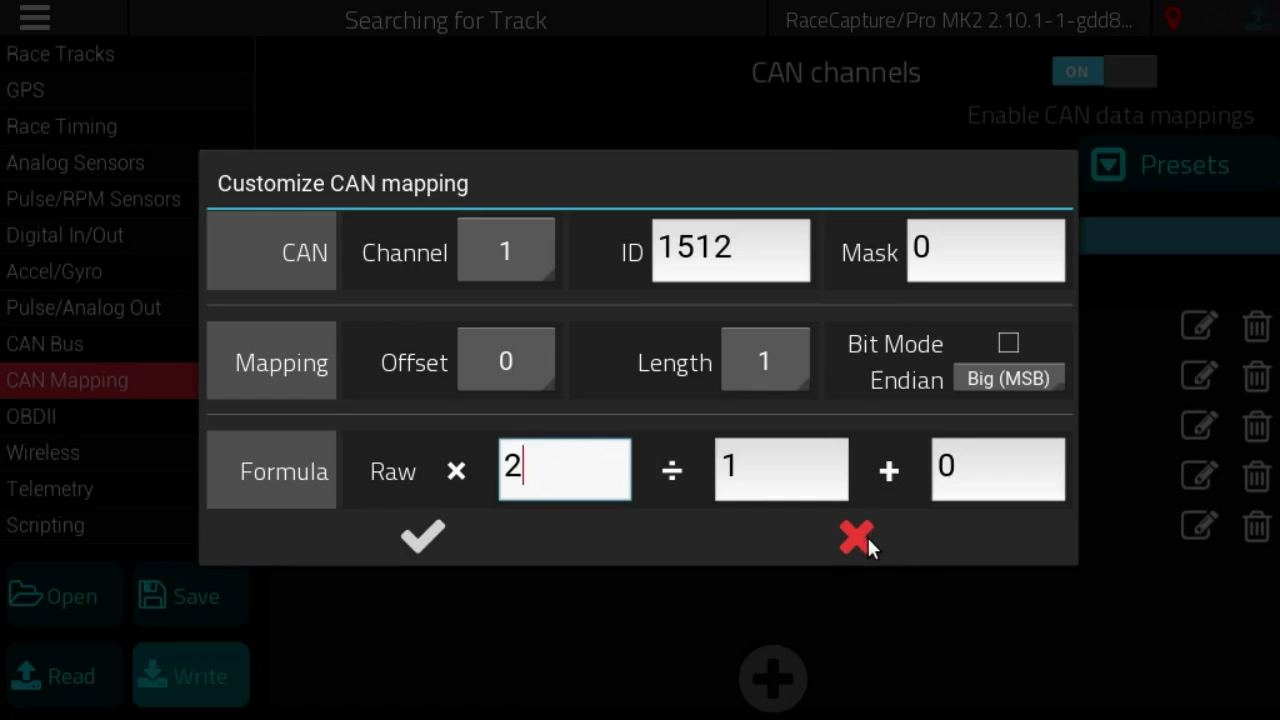 Searching for Track
RaceCapture/Pro MK2 2.10.1-1-gdd8...
Race Tracks
GPS
Race Timing
Analog Sensors
Pulse/RPM Sensors
Digital In/Out
Accel/Gyro
Pulse/Analog Out
CAN Bus
CAN Mapping
OBDII
Wireless
Telemetry
Scripting
Open
Save
Read
Write
CAN channels
ON
Enable CAN data mappings
Presets
Customize CAN mapping
CAN Channel 1 ID 1512 Mask 0
Mapping Offset 0 Length 1 Bit Mode
Endian Big (MSB)
Formula Raw × 2 ÷ 1 + 0